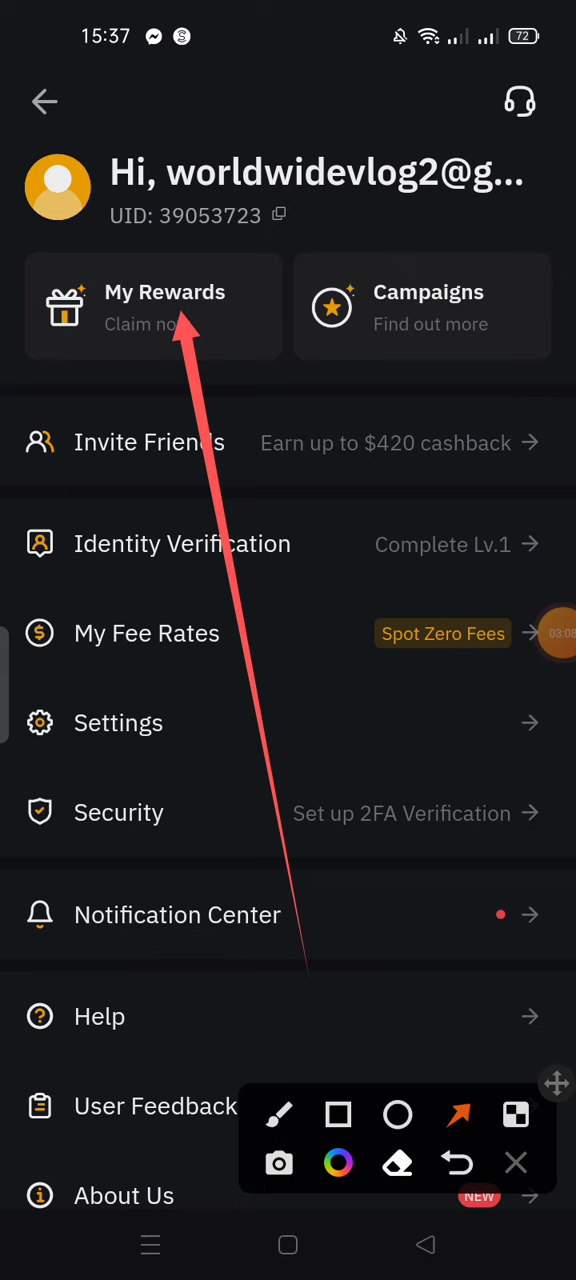 15:37
72
Hi, worldwidevlog2@g...
UID: 39053723
My Rewards
Claim no
Campaigns
Find out more
Invite Friends
Earn up to $420 cashback
Identity Verification
Complete Lv.1
My Fee Rates
Spot Zero Fees
03:08
Settings
Security
Set up 2FA Verification
Notification Center
Help
User Feedback
About Us
NEW